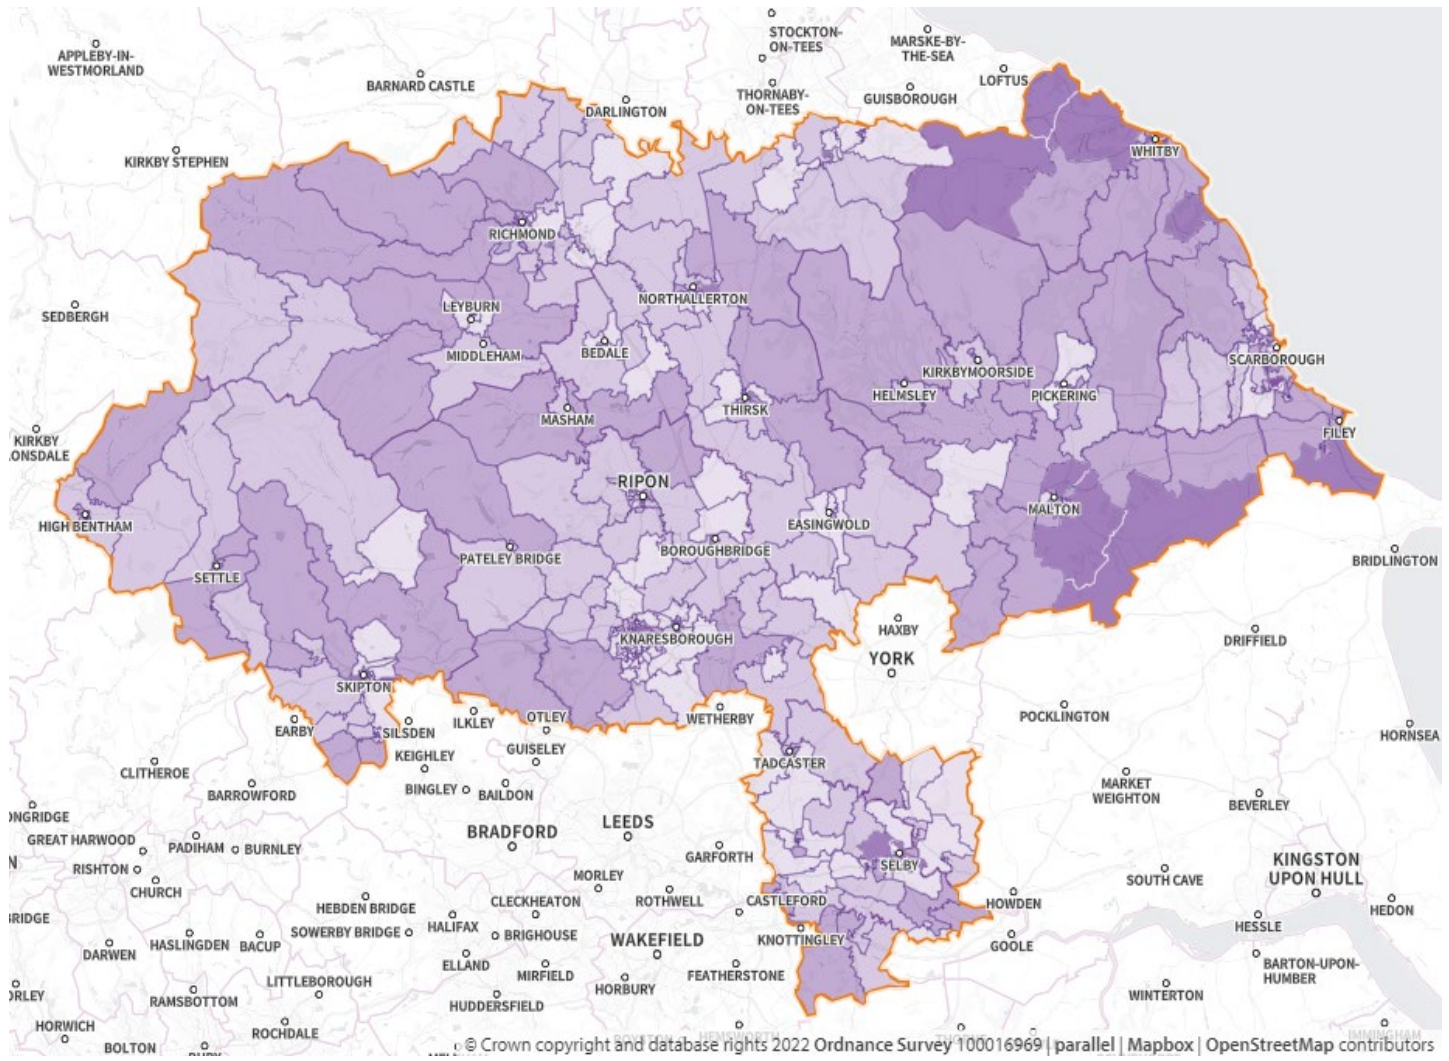 STOCKTON-
ON-TEES
MARSKE-BY-
THE-SEA
APPLEBY-IN-
WESTMORLAND
BARNARD CASTLE
LOFTUS
THORNABY-
ON-TEES
GUISBOROUGH
DARLINGTON
KIRKBY STEPHEN
WHITBY
RICHMOND
NORTHALLERTON
LEYBURN
SEDBERGH
MIDDLEHAM
BEDALE
SCARBOROUGH
KIRKBYMOORSIDE
HELMSLEY
PICKERING
THIRSK
MASHAM
FILEY
KIRKBY
ONSDALE
RIPON
MALTON
HIGH BENTHAM
EASINGWOLD
BOROUGHBRIDGE
PATELEY BRIDGE
BRIDLINGTON
SETTLE
HAXBY
KNARESBOROUGH
DRIFFIELD
YORK
SKIPTON
POCKLINGTON
OTLEY
WETHERBY
ILKLEY
EARBY
SILSDEN
HORNSEA
GUISELEY
KEIGHLEY
TADCASTER
CLITHEROE
MARKET
WEIGHTON
BARROWFORD
BINGLEY
BAILDON
BEVERLEY
ONGRIDGE
LEEDS
BRADFORD
GREAT HARWOOD
PADIHAM
BURNLEY
GARFORTH
SELBY
KINGSTON
UPON HULL
RISHTON
MORLEY
SOUTH CAVE
CHURCH
CLECKHEATON
ROTHWELL
CASTLEFORD
HOWDEN
HEDON
BRIDGE
HEBDEN BRIDGE
HALIFAX
SOWERBY BRIDGE
BRIGHOUSE
WAKEFIELD
KNOTTINGLEY
HESSLE
DARWEN
HASLINGDEN
BACUP
GOOLE
ELLAND
MIRFIELD
FEATHERSTONE
BARTON-UPON-
HUMBER
LITTLEBOROUGH
HORBURY
ORLEY
RAMSBOTTOM
HUDDERSFIELD
WINTERTON
HORWICH
ROCHDALE
HEMSWORTH
IMMINGHAM
BOLTON
© Crown copyright and database rights 2022 Ordnance Survey 100016969 | parallel | Mapbox | OpenStreetMap contributors